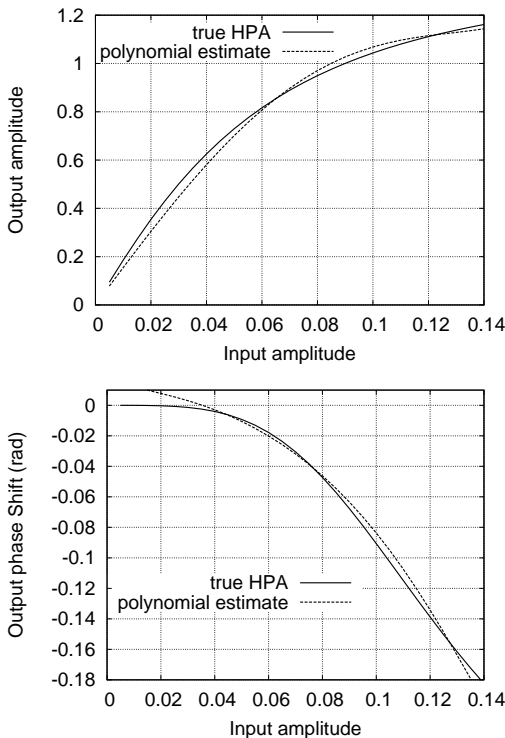 1.2
1
0.8
0.6
0.4
0.2
0
Output amplitude
true HPA
polynomial estimate
0 0.02 0.04 0.06 0.08 0.1 0.12 0.14
Input amplitude
0
-0.02
-0.04
-0.06
-0.08
-0.1
-0.12
-0.14
-0.16
-0.18
Output phase Shift (rad)
true HPA
polynomial estimate
0 0.02 0.04 0.06 0.08 0.1 0.12 0.14
Input amplitude